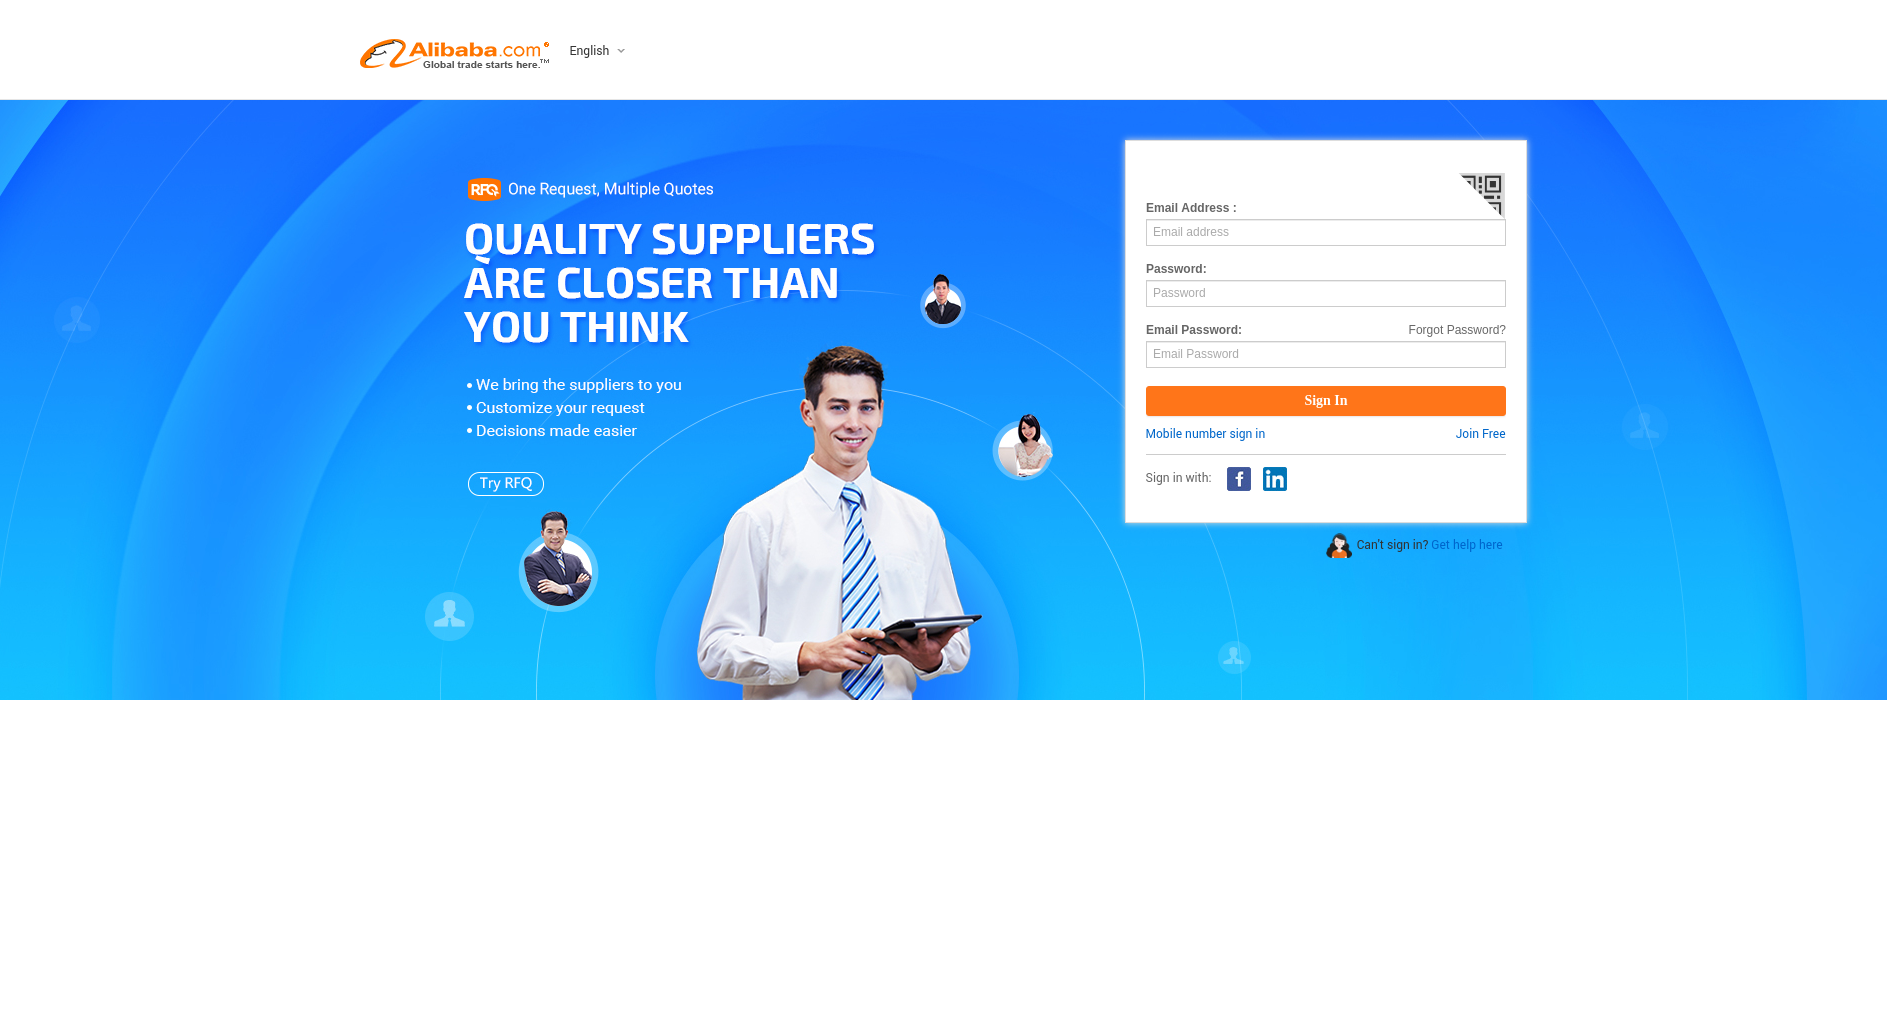 Alibaba.com
Global trade starts here.™
English
RFQ One Request, Multiple Quotes
QUALITY SUPPLIERS
ARE CLOSER THAN
YOU THINK
• We bring the suppliers to you
• Customize your request
• Decisions made easier
Try RFQ
Email Address :
Email address
Password:
Password
Email Password: Forgot Password?
Email Password
Sign In
Mobile number sign in Join Free
Sign in with: f in
Can't sign in? Get help here